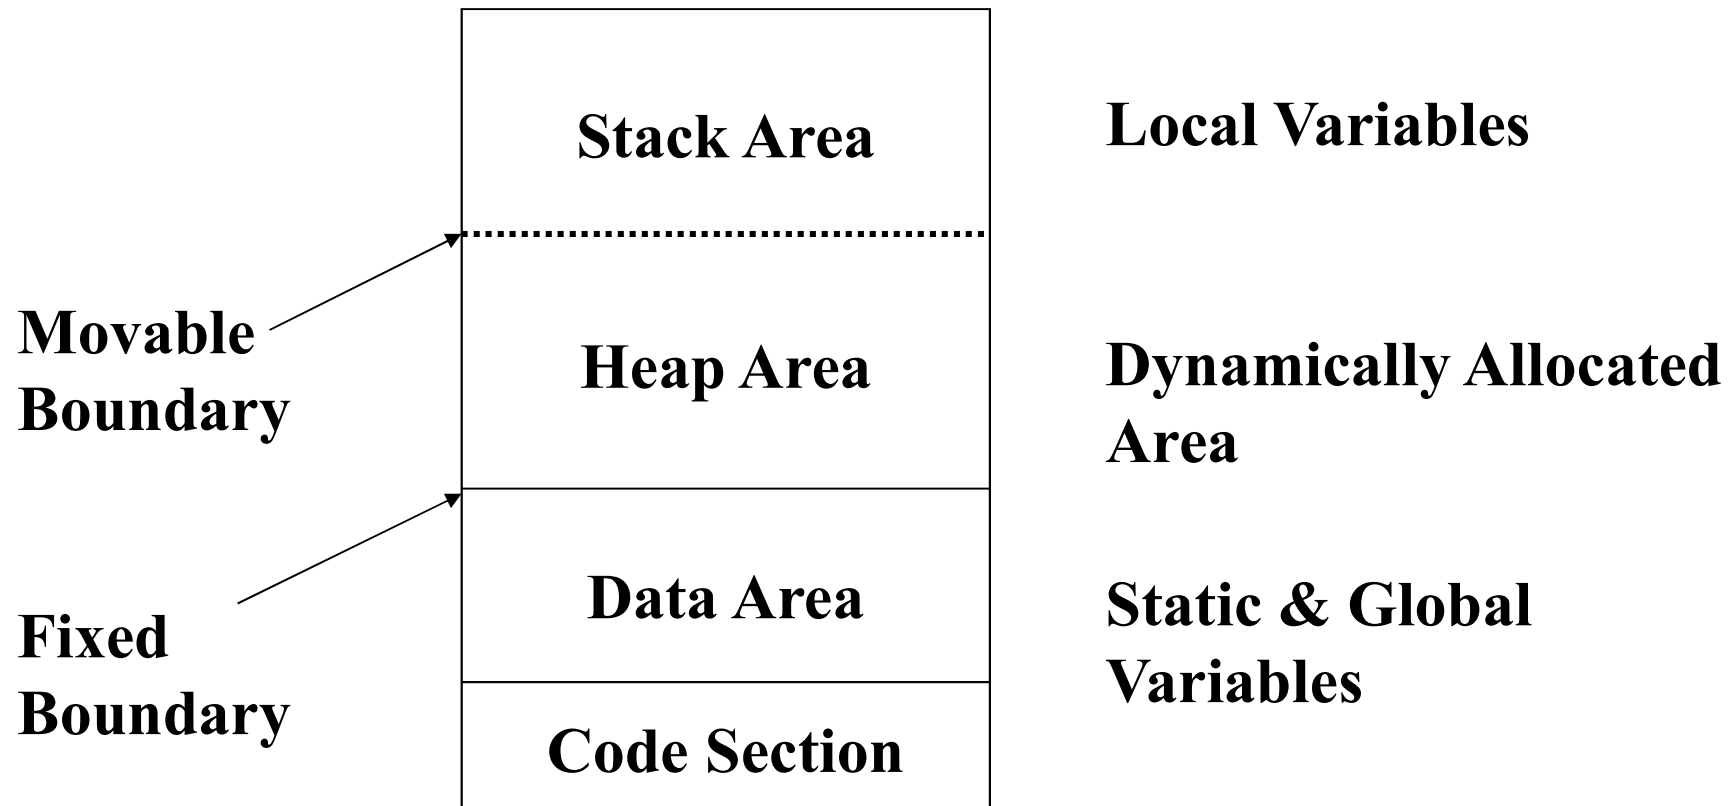 Stack Area
Local Variables
Movable
Boundary
Heap Area
Dynamically Allocated
Area
Fixed
Boundary
Data Area
Static & Global
Variables
Code Section